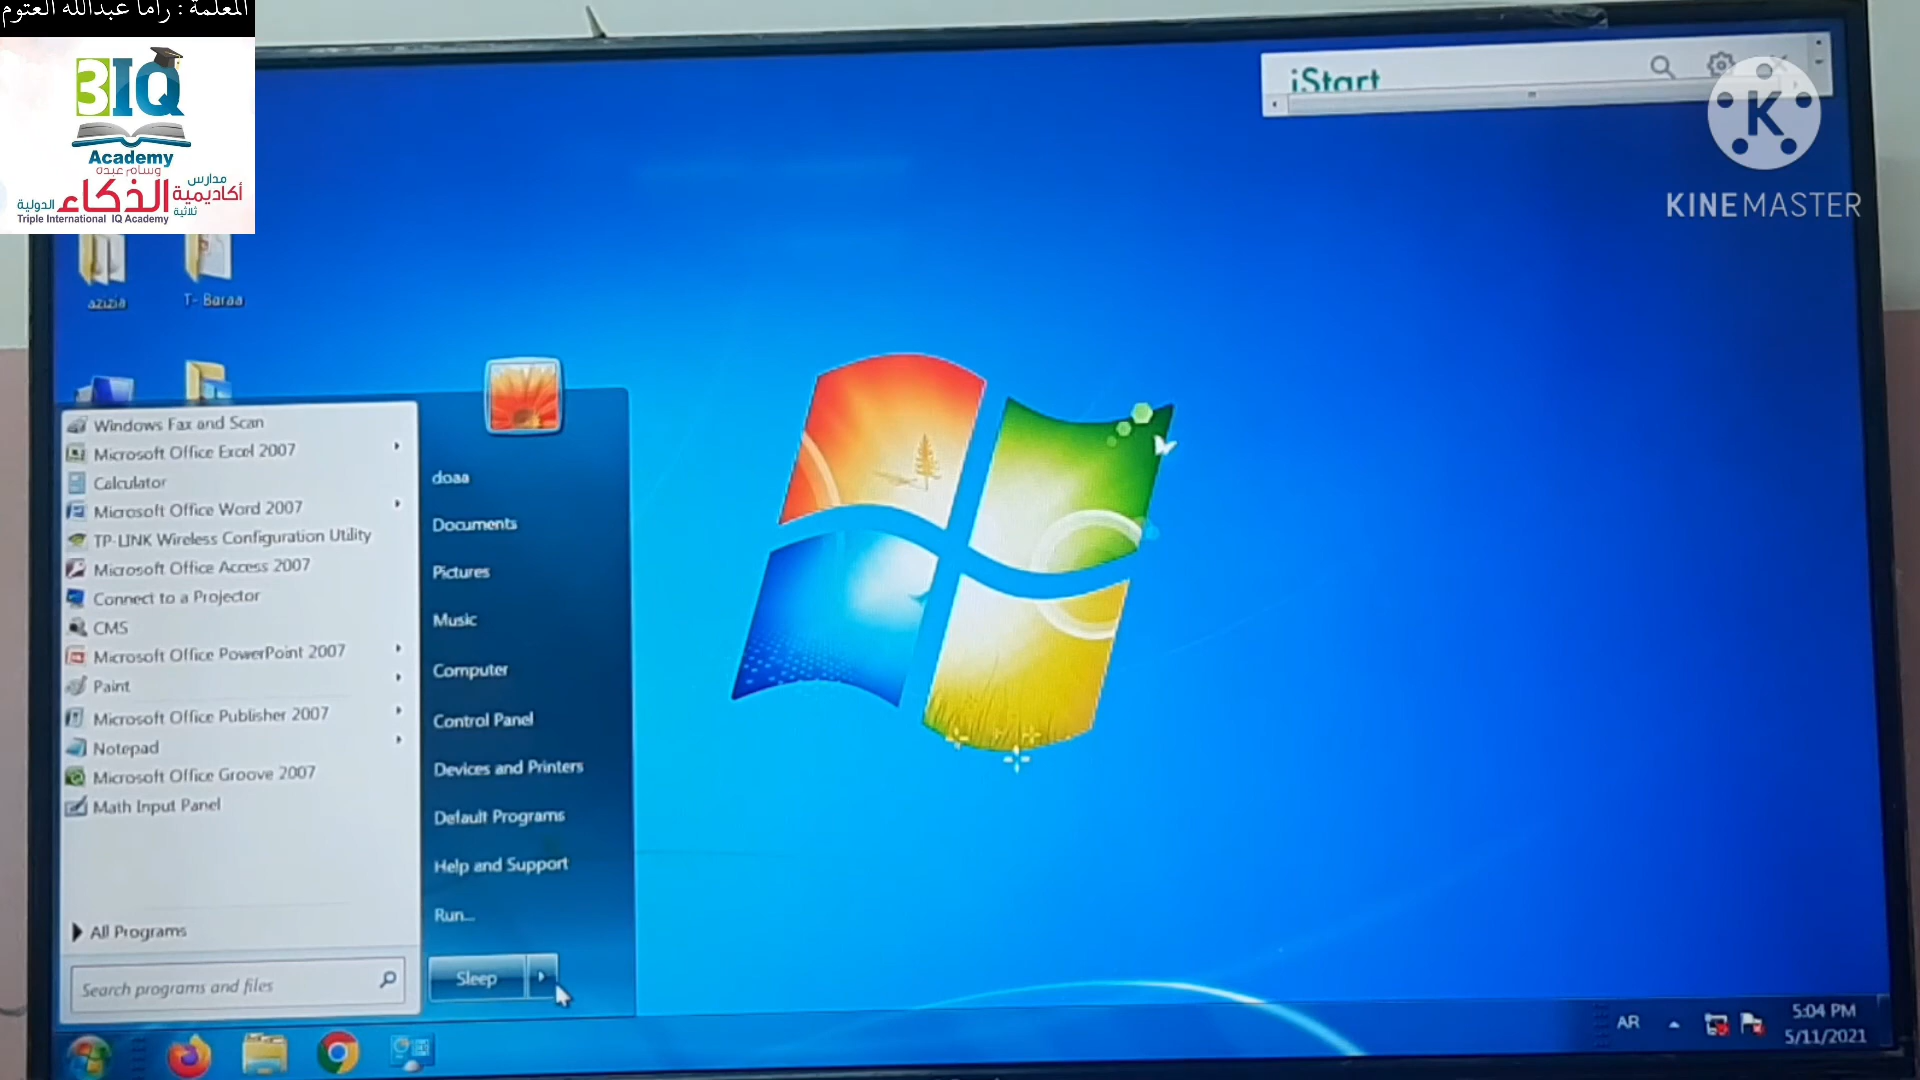 المعلمة : راما عبدالله العتوم
3IQ
Academy
وسام عبده
مدارس
أكاديمية الذكاء الدولية
ثلاثية
Triple International IQ Academy
iStart
K
KINEMASTER
azizia
T- Baraa
Windows Fax and Scan
Microsoft Office Excel 2007
Calculator
Microsoft Office Word 2007
TP-LINK Wireless Configuration Utility
Microsoft Office Access 2007
Connect to a Projector
CMS
Microsoft Office PowerPoint 2007
Paint
Microsoft Office Publisher 2007
Notepad
Microsoft Office Groove 2007
Math Input Panel
All Programs
Search programs and files
doaa
Documents
Pictures
Music
Computer
Control Panel
Devices and Printers
Default Programs
Help and Support
Run...
Sleep
AR
5:04 PM
5/11/2021